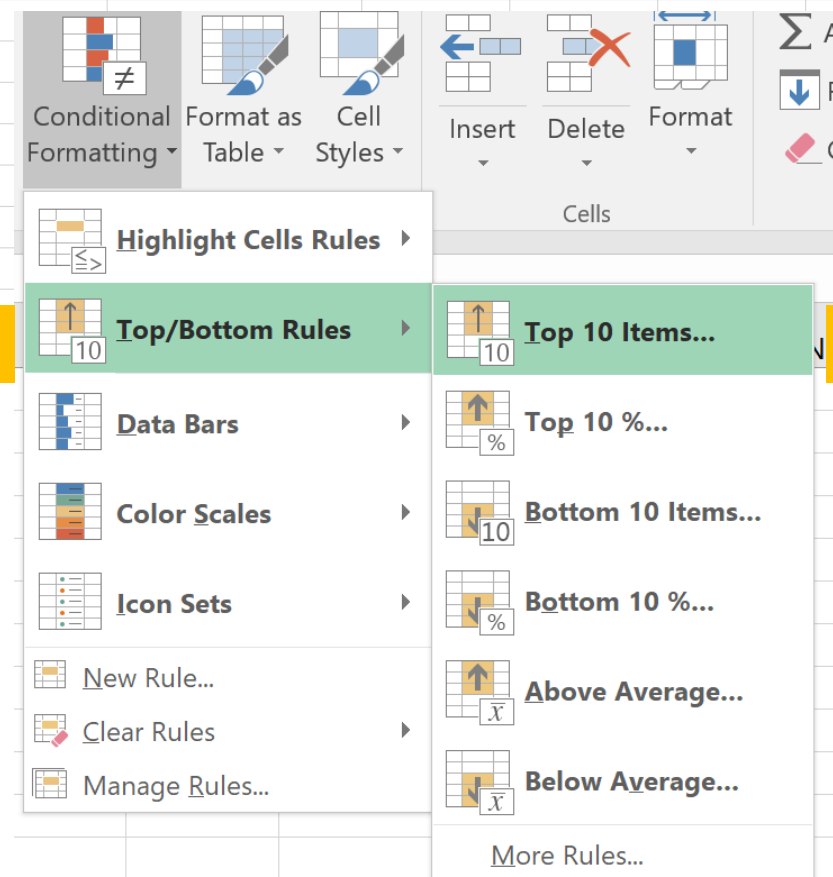 Conditional
Formatting
Format as
Table
Cell
Styles
Insert
Delete
Format
Cells
Highlight Cells Rules
Top/Bottom Rules
Data Bars
Color Scales
Icon Sets
New Rule...
Clear Rules
Manage Rules...
10
Top 10 Items...
%
Top 10 %...
10
Bottom 10 Items...
%
Bottom 10 %...
Above Average...
Below Average...
More Rules...